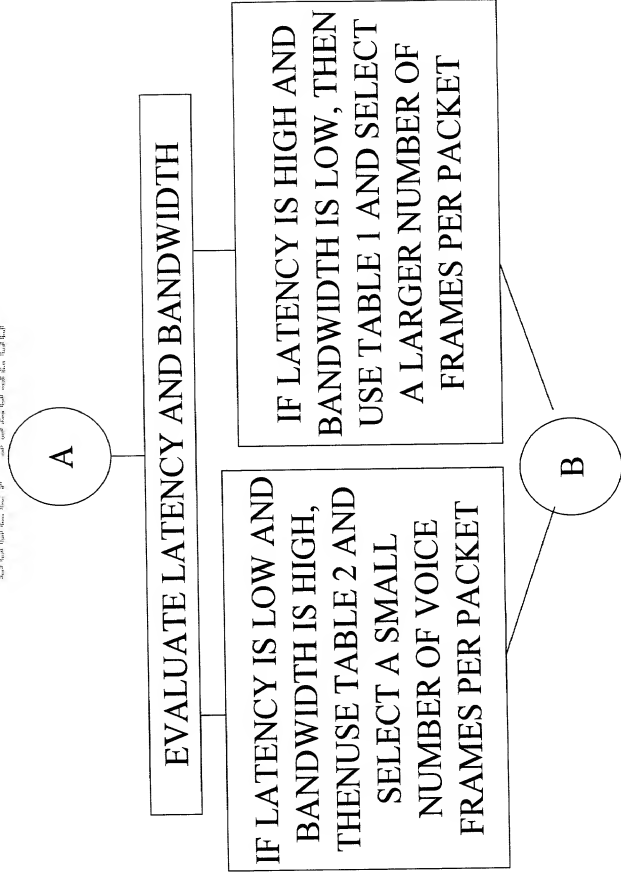 A
EVALUATE LATENCY AND BANDWIDTH
IF LATENCY IS LOW AND
BANDWIDTH IS HIGH,
THENUSE TABLE 2 AND
SELECT A SMALL
NUMBER OF VOICE
FRAMES PER PACKET
IF LATENCY IS HIGH AND
BANDWIDTH IS LOW, THEN
USE TABLE 1 AND SELECT
A LARGER NUMBER OF
FRAMES PER PACKET
B